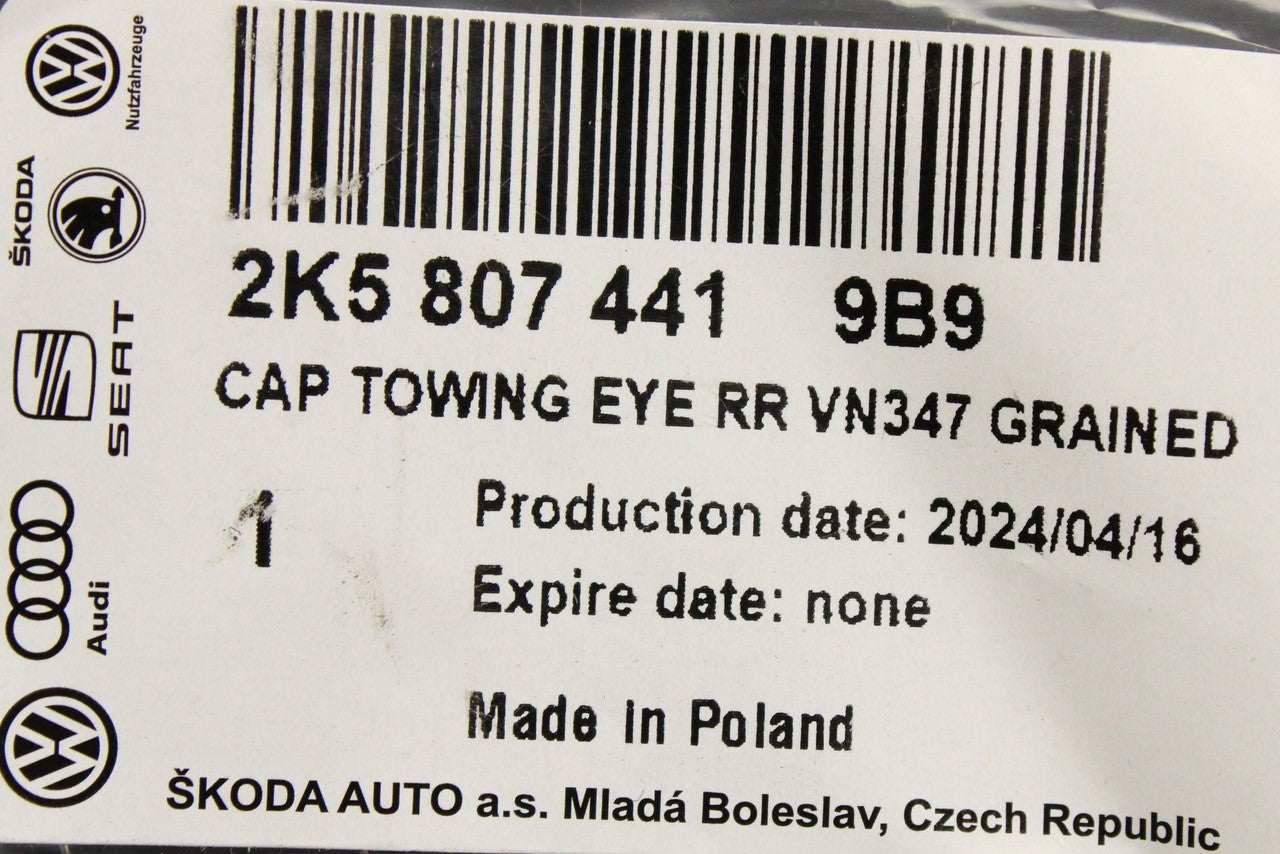 Nutzfahrzeuge
ŠKODA
SEAT
Audi
2K5 807 441 9B9
CAP TOWING EYE RR VN347 GRAINED
1
Production date: 2024/04/16
Expire date: none
Made in Poland
ŠKODA AUTO a.s. Mladá Boleslav, Czech Republic